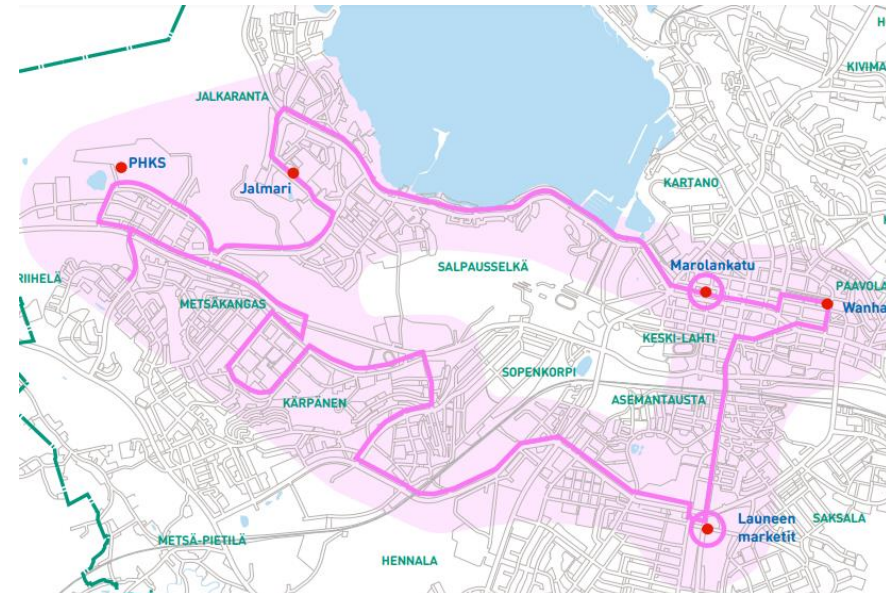 H
KIVIMA
JALKARANTA
PHKS
Jalmari
KARTANO
K
SALPAUSSELKÄ
Marolankatu
RIIHELÄ
PAAVOLA
METSÄKANGAS
Wanha
KESKI-LAHTI
SOPENKORPI
KÄRPÄNEN
ASEMANTAUSTA
Launeen
marketit
SAKSALA
METSÄ-PIETILÄ
HENNALA